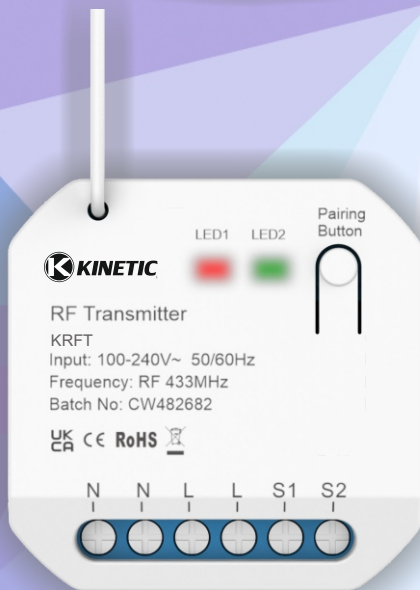 LED1 LED2
Pairing
Button
K KINETIC
RF Transmitter
KRFT
Input: 100-240V~ 50/60Hz
Frequency: RF 433MHz
Batch No: CW482682
UK
CA CE RoHS
N N L L S1 S2